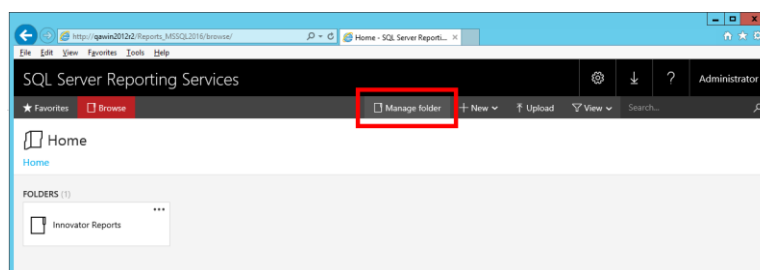 http://qawin2012r2/Reports_MSSQL2016/browse/
Home - SQL Server Reporti...
File Edit View Favorites Tools Help
SQL Server Reporting Services
? Administrator
Favorites Browse Manage folder New Upload View Search...
Home
Home
FOLDERS (1)
Innovator Reports